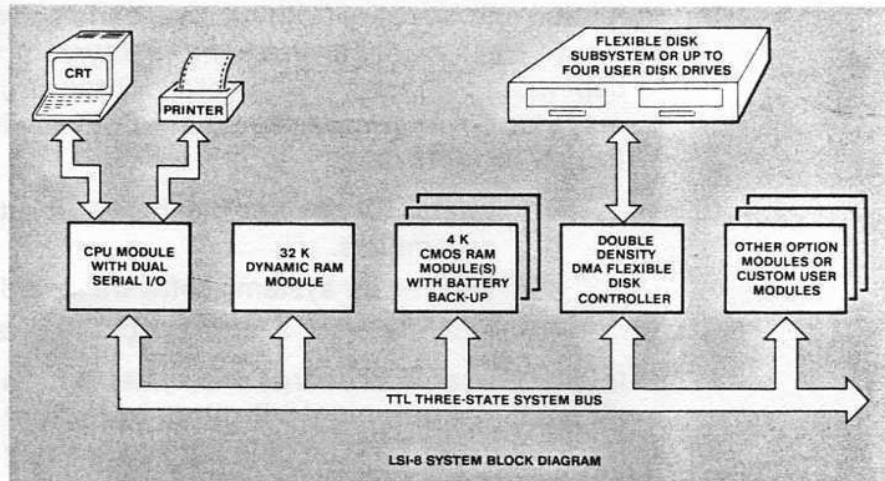 CRT
PRINTER
FLEXIBLE DISK
SUBSYSTEM OR UP TO
FOUR USER DISK DRIVES
CPU MODULE
WITH DUAL
SERIAL I/O
32 K
DYNAMIC RAM
MODULE
4 K
CMOS RAM
MODULE(S)
WITH BATTERY
BACK-UP
DOUBLE
DENSITY
DMA FLEXIBLE
DISK
CONTROLLER
OTHER OPTION
MODULES OR
CUSTOM USER
MODULES
TTL THREE-STATE SYSTEM BUS
LSI-8 SYSTEM BLOCK DIAGRAM